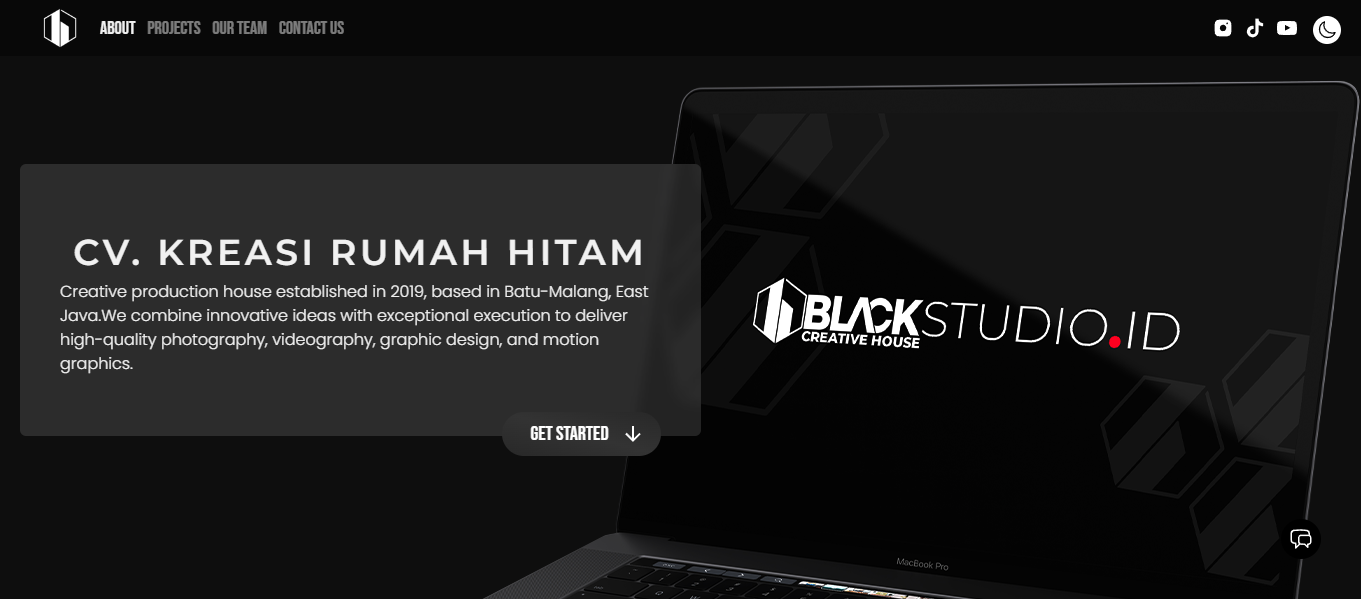 ABOUT PROJECTS OUR TEAM CONTACT US
CV. KREASI RUMAH HITAM
Creative production house established in 2019, based in Batu-Malang, East
Java.We combine innovative ideas with exceptional execution to deliver
high-quality photography, videography, graphic design, and motion
graphics.
GET STARTED
BLACKSTUDIO.ID
CREATIVE HOUSE
MacBook Pro